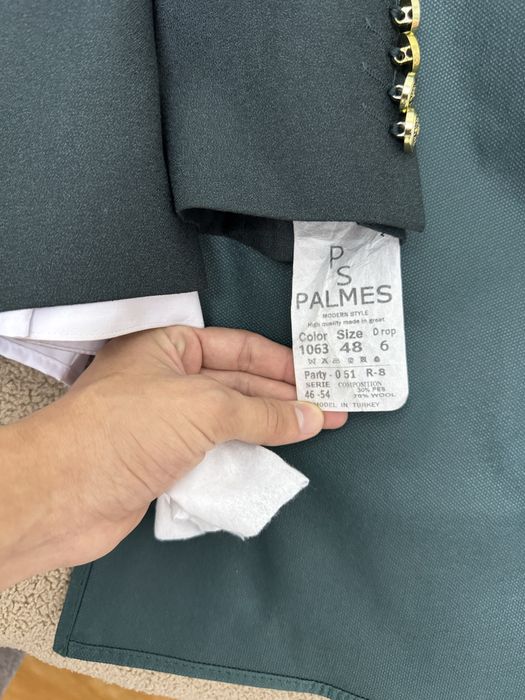 P
S
PALMES
MODERN STYLE
High quality made in great
Color Size Drop
1063 48 6
Party - 051 R-8
SERIE COMPOSITION
46-54 30% PES
70% WOOL
MODEL IN TURKEY